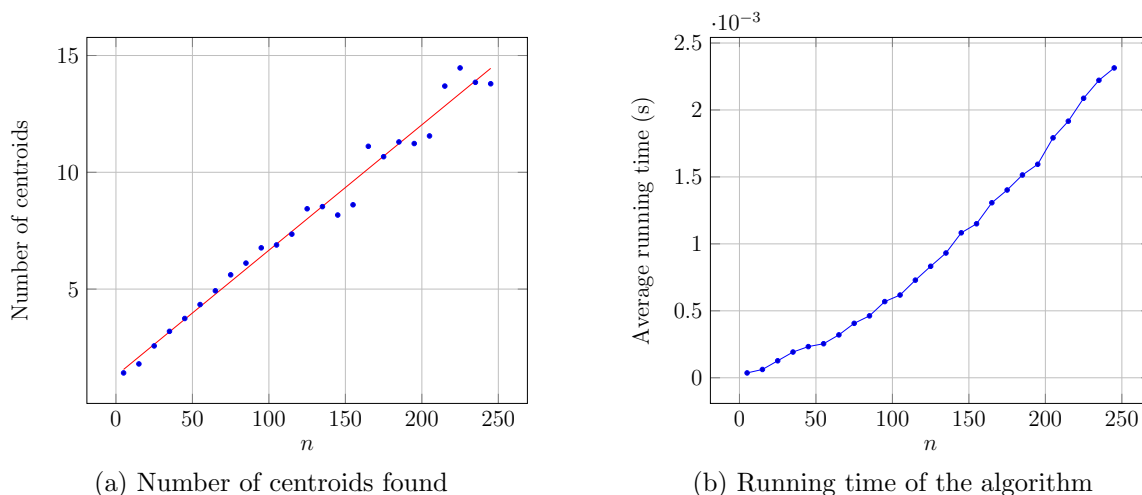 Number of centroids
15
10
5
0 50 100 150 200 250
n
(a) Number of centroids found
·10−3
Average running time (s)
2.5
2
1.5
1
0.5
0
0 50 100 150 200 250
n
(b) Running time of the algorithm